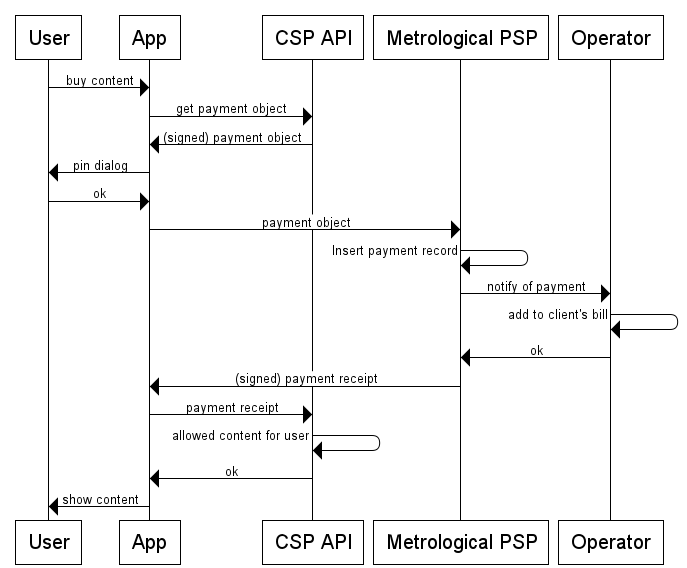 User App CSP API Metrological PSP Operator
buy content
get payment object
(signed) payment object
pin dialog
ok
payment object
Insert payment record
notify of payment
add to client's bill
ok
(signed) payment receipt
payment receipt
allowed content for user
ok
show content
User App CSP API Metrological PSP Operator